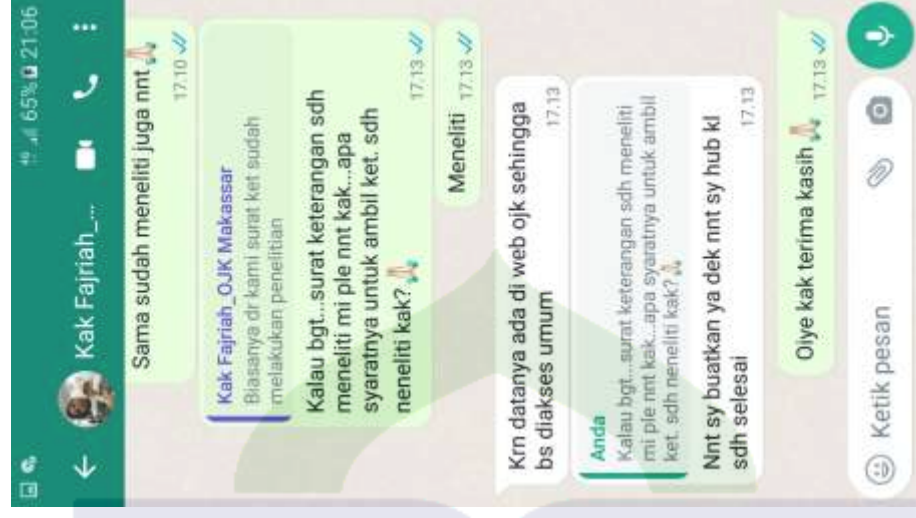 65% 21:06
Kak Fajriah_...
Sama sudah meneliti juga nnt
17.10
Kak Fajriah_OJK Makassar
Biasanya dr kami surat ket sudah
melakukan penelitian
Kalau bgt...surat keterangan sdh
meneliti mi ple nnt kak...apa
syaratnya untuk ambil ket. sdh
neneliti kak?
17.13
Meneliti 17.13
Krn datanya ada di web ojk sehingga
bs diakses umum
17.13
Anda
Kalau bgt...surat keterangan sdh meneliti
mi ple nnt kak...apa syaratnya untuk ambil
ket. sdh neneliti kak?
Nnt sy buatkan ya dek nnt sy hub kl
sdh selesai
17.13
Oiye kak terima kasih 17.13
Ketik pesan